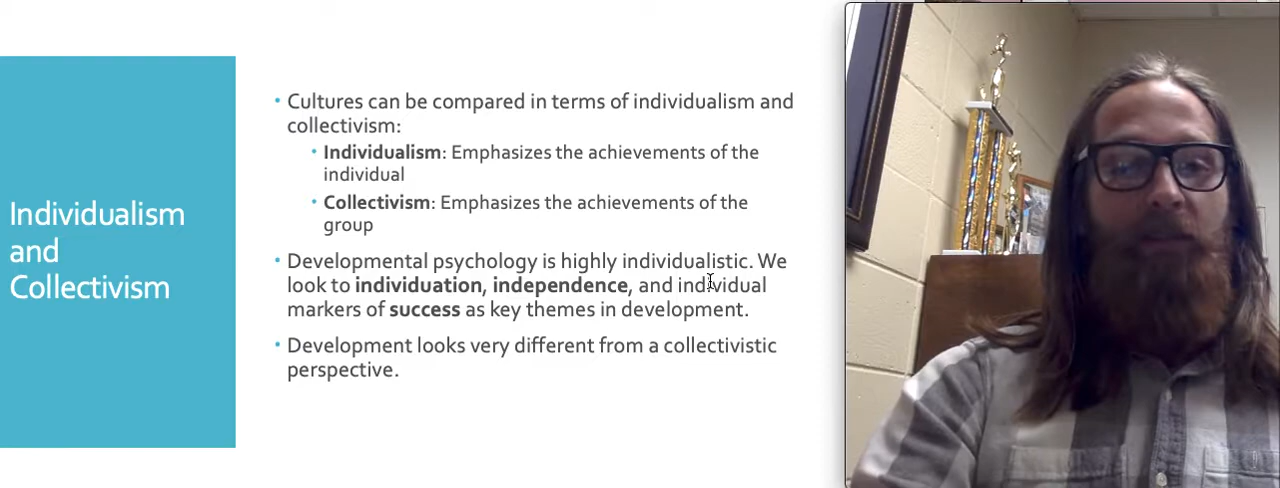 Individualism
and
Collectivism
• Cultures can be compared in terms of individualism and
collectivism:
• Individualism: Emphasizes the achievements of the
individual
• Collectivism: Emphasizes the achievements of the
group
• Developmental psychology is highly individualistic. We
look to individuation, independence, and individual
markers of success as key themes in development.
• Development looks very different from a collectivistic
perspective.